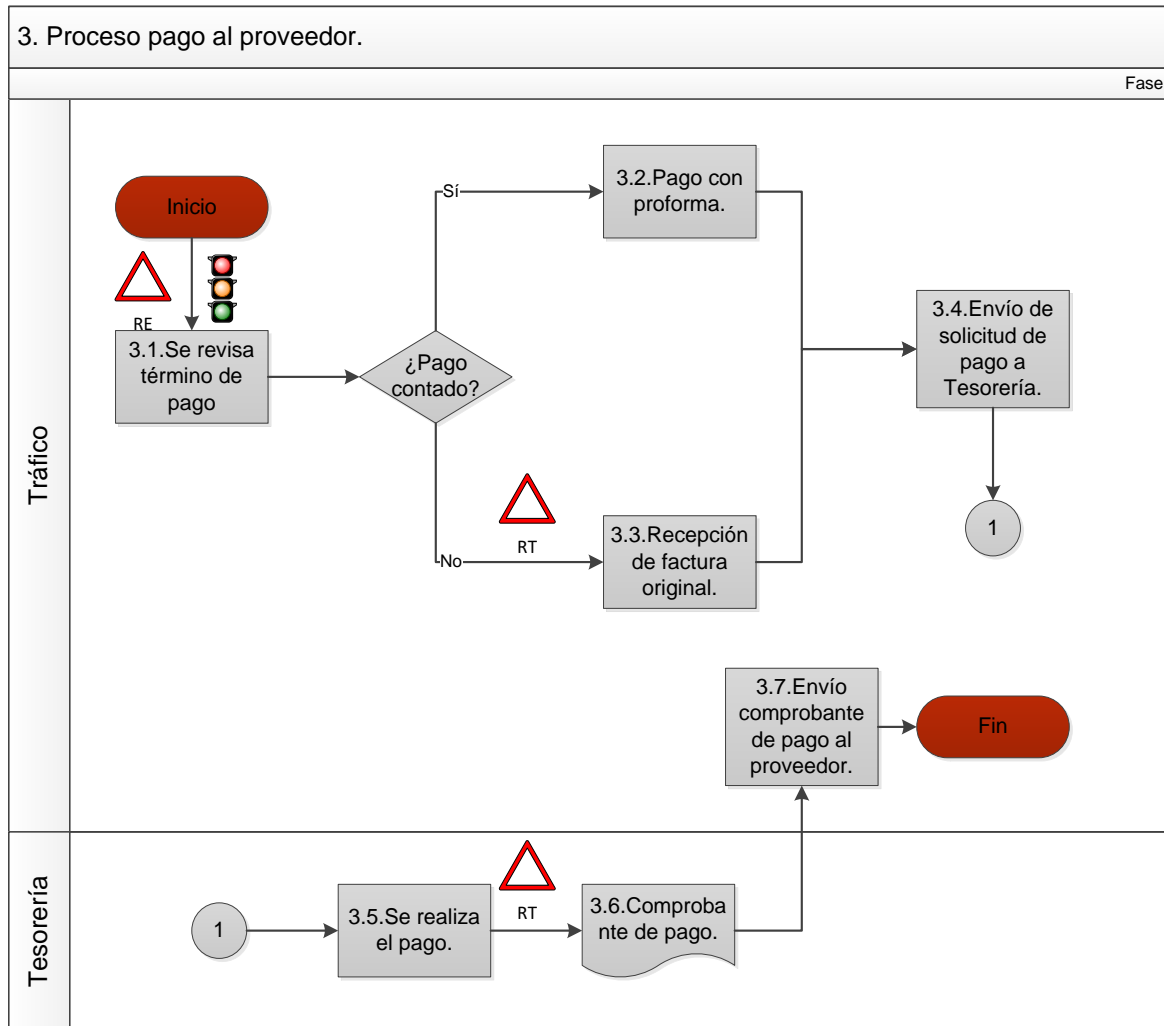 3. Proceso pago al proveedor.
Fase
Tráfico
Inicio
RE
3.1.Se revisa
término de
pago
¿Pago
contado?
Sí
3.2.Pago con
proforma.
No
RT
3.3.Recepción
de factura
original.
3.4.Envío de
solicitud de
pago a
Tesorería.
1
3.7.Envío
comprobante
de pago al
proveedor.
Fin
Tesorería
1
3.5.Se realiza
el pago.
RT
3.6.Comproba
nte de pago.